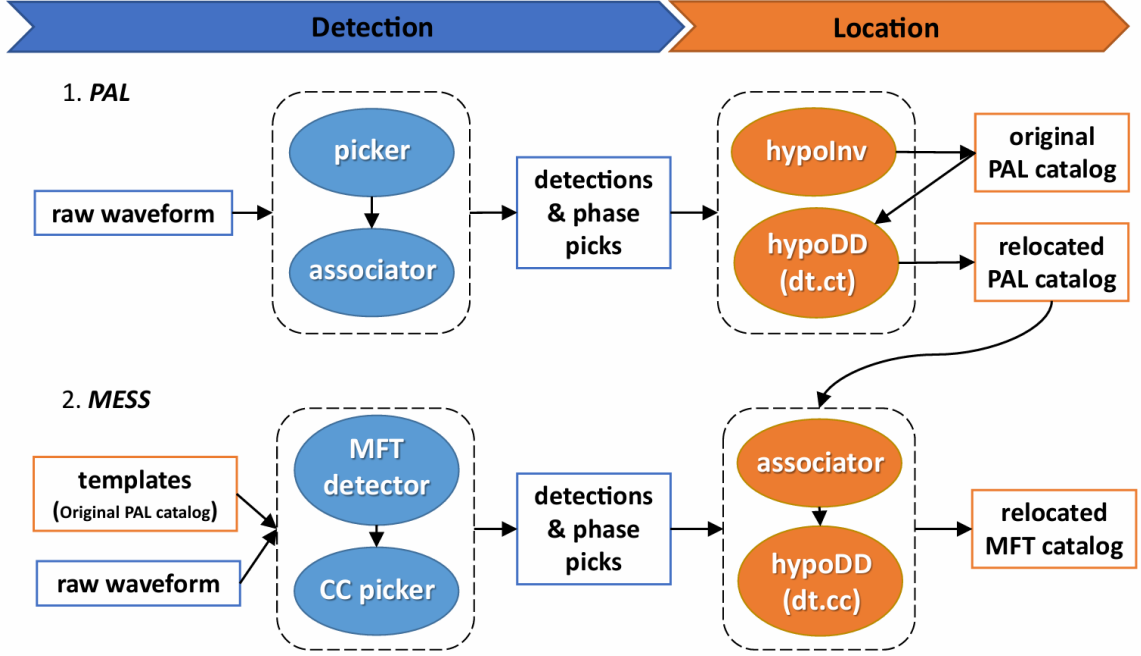 Detection
Location
1. PAL
picker
associator
raw waveform
detections
& phase
picks
hypoInv
hypoDD
(dt.ct)
original
PAL catalog
relocated
PAL catalog
2. MESS
templates
(Original PAL catalog)
raw waveform
MFT
detector
CC picker
detections
& phase
picks
associator
hypoDD
(dt.cc)
relocated
MFT catalog